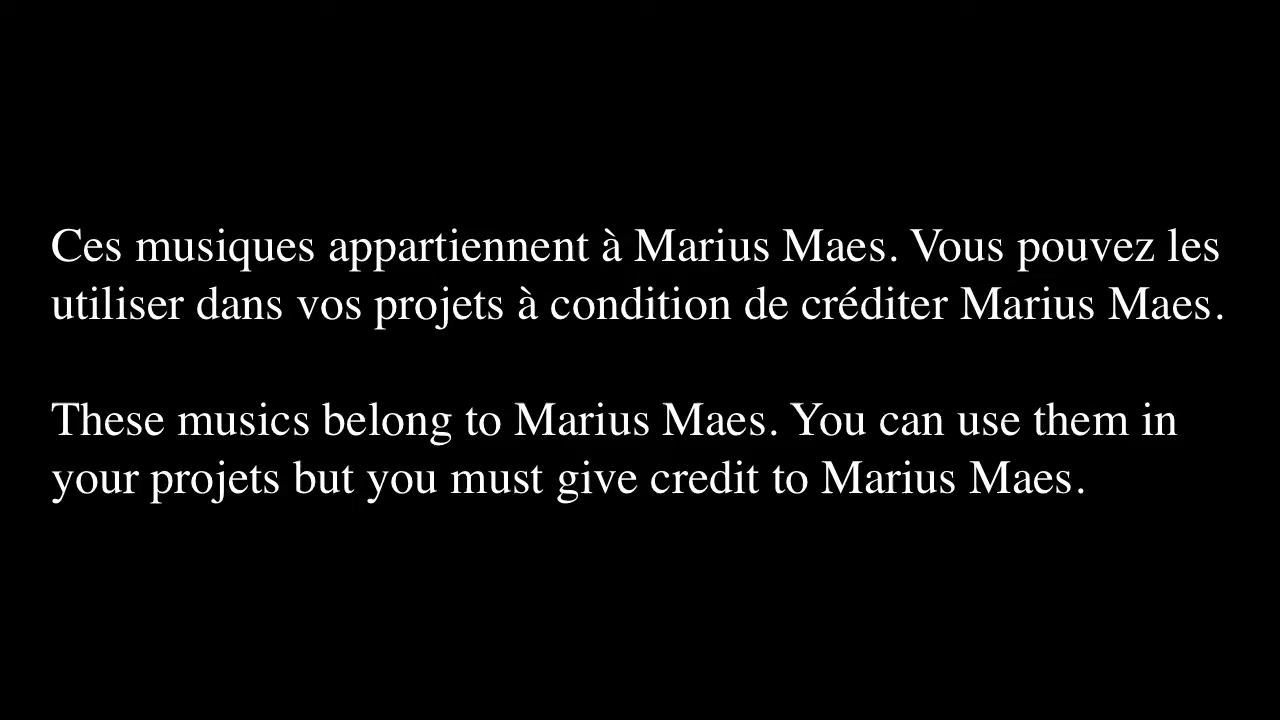 Ces musiques appartiennent à Marius Maes. Vous pouvez les
utiliser dans vos projets à condition de créditer Marius Maes.
These musics belong to Marius Maes. You can use them in
your projets but you must give credit to Marius Maes.